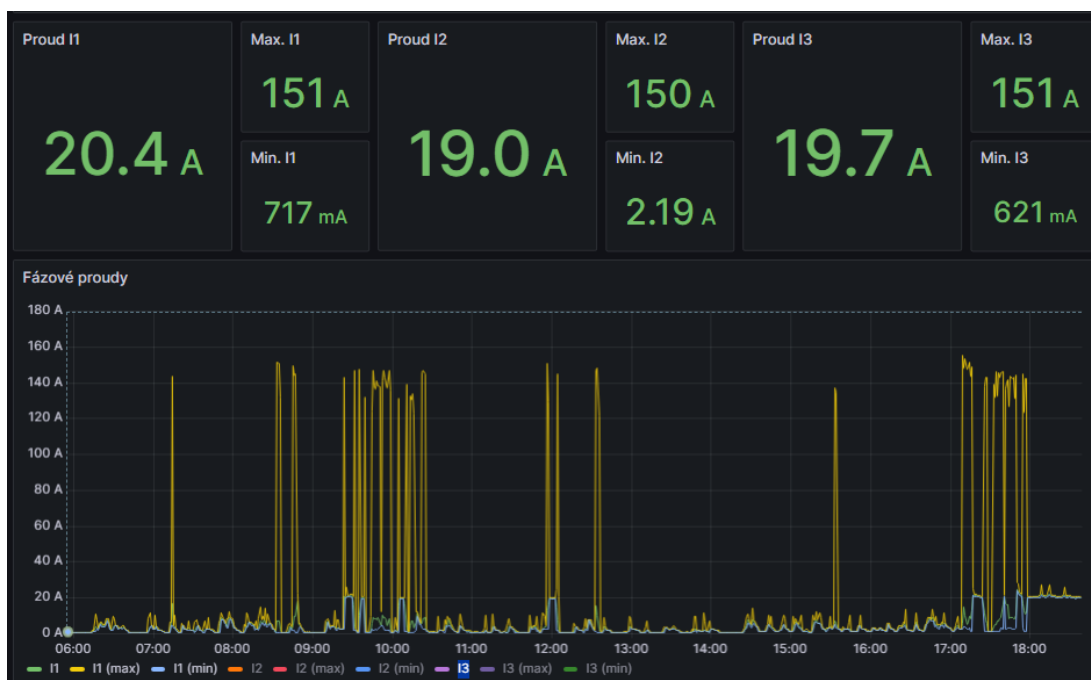 Proud I1
Max. I1
Proud I2
Max. I2
Proud I3
Max. I3
151 A
150 A
151 A
20.4 A
19.0 A
19.7 A
Min. I1
Min. I2
Min. I3
717 mA
2.19 A
621 mA
Fázové proudy
180 A
160 A
140 A
120 A
100 A
80 A
60 A
40 A
20 A
0 A
06:00 07:00 08:00 09:00 10:00 11:00 12:00 13:00 14:00 15:00 16:00 17:00 18:00
I1 I1 (max) I1 (min) I2 I2 (max) I2 (min) I3 I3 (max) I3 (min)